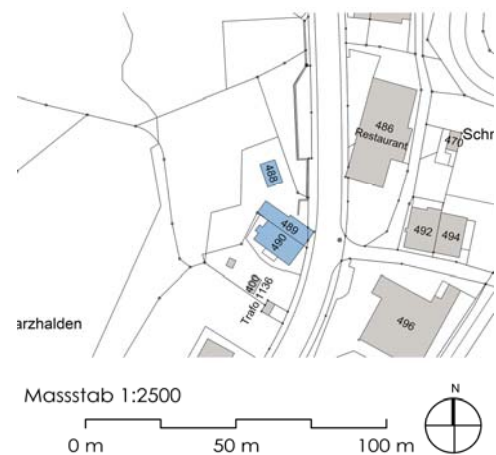 486
Restaurant
470
Schr
488
489
490
492
494
400
Trafo 1136
496
arzhalden
Massstab 1:2500
N
0 m
50 m
100 m